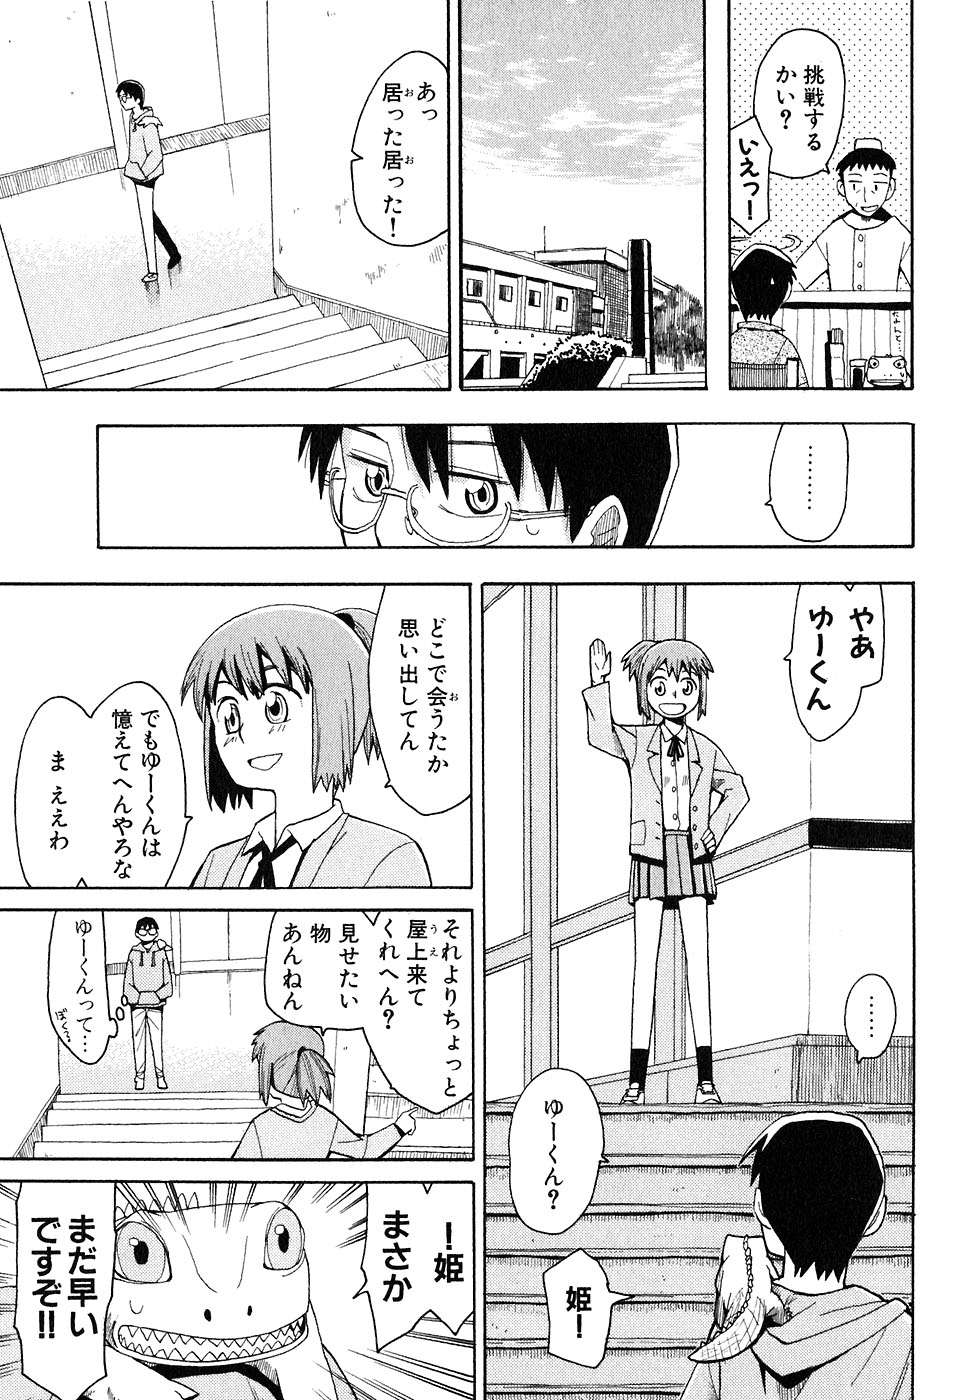 挑戦する
かい?
いえっ!
あっ
居った居った!
………
やあ
ゆーくん
……
ゆーくん?
姫!
どこで会うたか
思い出してん
でもゆーくんは
憶えてへんやろな
ま ええわ
それよりちょっと
屋上来て
くれへん?
見せたい
物
あんねん
ゆーくんって…
ぼく?
!姫
まさか
まだ早い
ですぞ!!